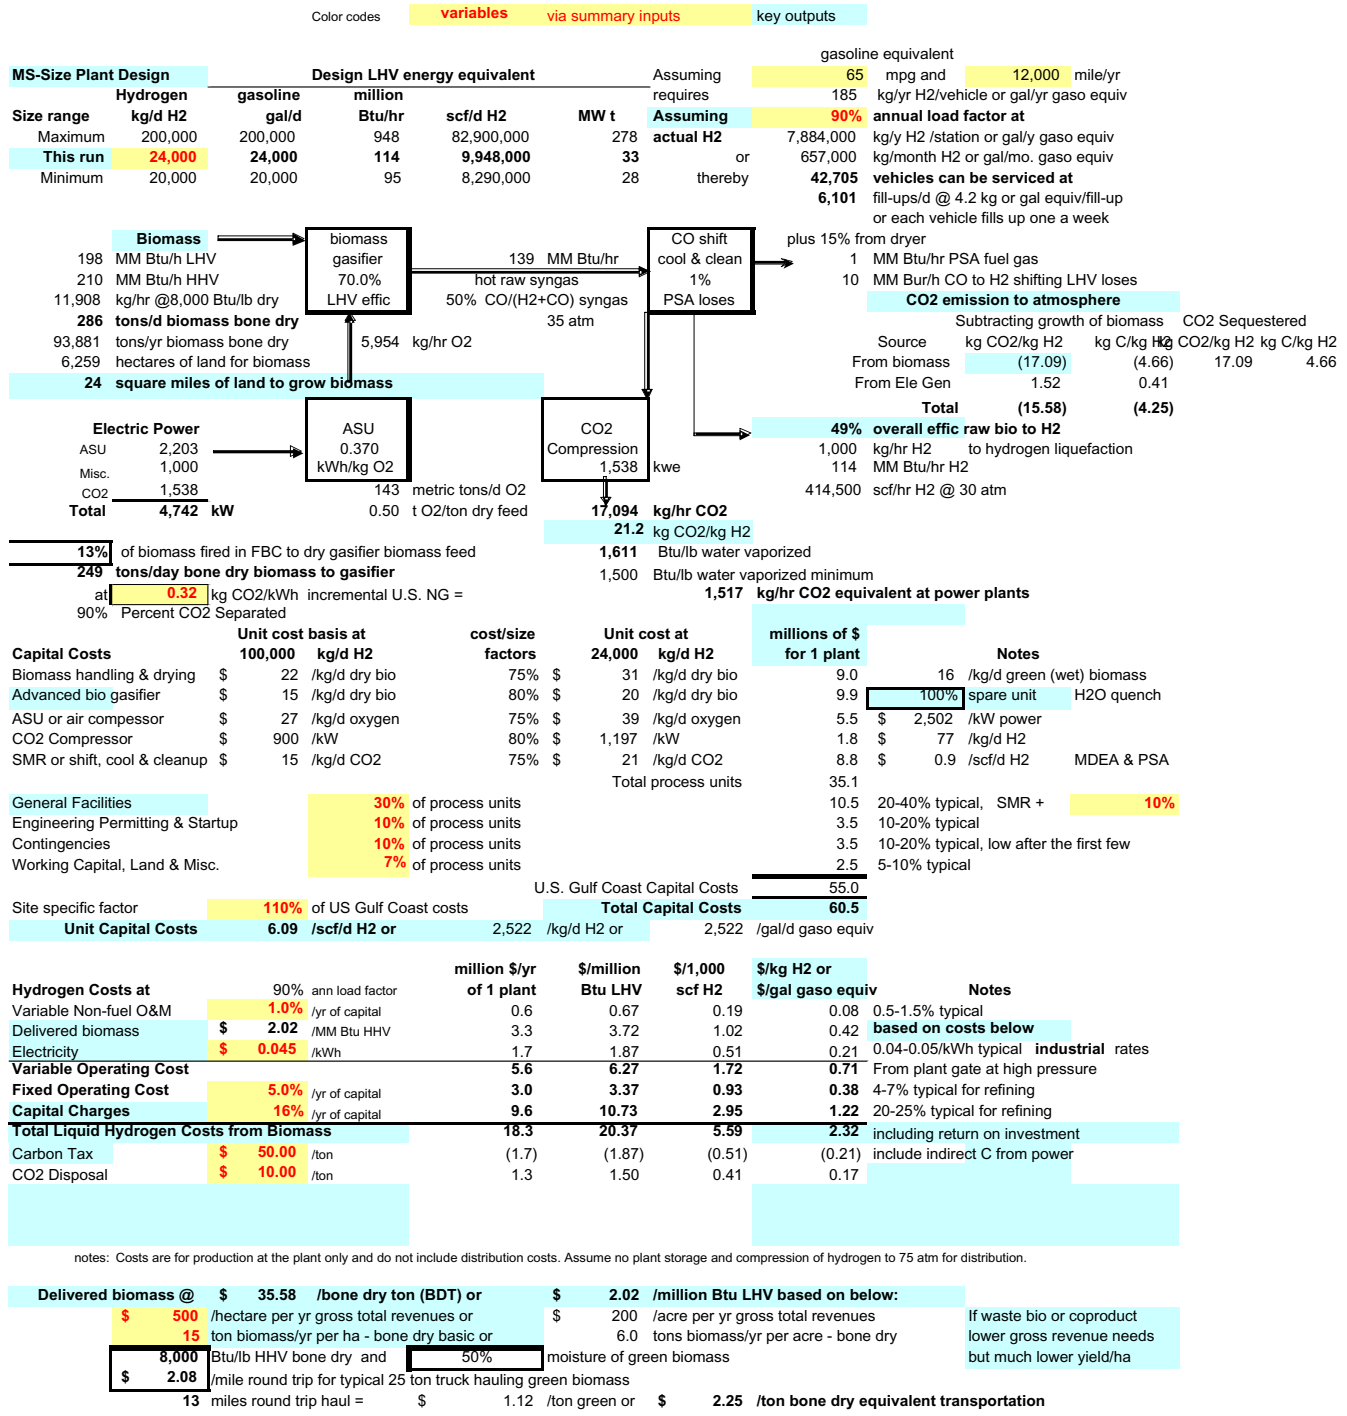 Color codes variables via summary inputs key outputs
gasoline equivalent
MS-Size Plant Design Design LHV energy equivalent Assuming 65 mpg and 12,000 mile/yr
Hydrogen gasoline million requires 185 kg/yr H2/vehicle or gal/yr gaso equiv
Size range kg/d H2 gal/d Btu/hr scf/d H2 MW t Assuming 90% annual load factor at
Maximum 200,000 200,000 948 82,900,000 278 actual H2 7,884,000 kg/y H2 /station or gal/y gaso equiv
This run 24,000 24,000 114 9,948,000 33 or 657,000 kg/month H2 or gal/mo. gaso equiv
Minimum 20,000 20,000 95 8,290,000 28 thereby 42,705 vehicles can be serviced at
6,101 fill-ups/d @ 4.2 kg or gal equiv/fill-up
or each vehicle fills up one a week
Biomass biomass CO shift plus 15% from dryer
198 MM Btu/h LHV gasifier 139 MM Btu/hr cool & clean 1 MM Btu/hr PSA fuel gas
210 MM Btu/h HHV 70.0% hot raw syngas 1% 10 MM Bur/h CO to H2 shifting LHV loses
11,908 kg/hr @8,000 Btu/lb dry LHV effic 50% CO/(H2+CO) syngas PSA loses CO2 emission to atmosphere
286 tons/d biomass bone dry 35 atm Subtracting growth of biomass CO2 Sequestered
93,881 tons/yr biomass bone dry 5,954 kg/hr O2 Source kg CO2/kg H2 kg C/kg H2 kg CO2/kg H2 kg C/kg H2
6,259 hectares of land for biomass From biomass (17.09) (4.66) 17.09 4.66
24 square miles of land to grow biomass From Ele Gen 1.52 0.41
Total (15.58) (4.25)
Electric Power ASU CO2 49% overall effic raw bio to H2
ASU 2,203 0.370 Compression 1,000 kg/hr H2 to hydrogen liquefaction
Misc. 1,000 kWh/kg O2 1,538 kwe 114 MM Btu/hr H2
CO2 1,538 143 metric tons/d O2 414,500 scf/hr H2 @ 30 atm
Total 4,742 kW 0.50 t O2/ton dry feed 17,094 kg/hr CO2
21.2 kg CO2/kg H2
13% of biomass fired in FBC to dry gasifier biomass feed 1,611 Btu/lb water vaporized
249 tons/day bone dry biomass to gasifier 1,500 Btu/lb water vaporized minimum
at 0.32 kg CO2/kWh incremental U.S. NG = 1,517 kg/hr CO2 equivalent at power plants
90% Percent CO2 Separated
Unit cost basis at cost/size Unit cost at millions of $
Capital Costs 100,000 kg/d H2 factors 24,000 kg/d H2 for 1 plant Notes
Biomass handling & drying $ 22 /kg/d dry bio 75% $ 31 /kg/d dry bio 9.0 16 /kg/d green (wet) biomass
Advanced bio gasifier $ 15 /kg/d dry bio 80% $ 20 /kg/d dry bio 9.9 100% spare unit H2O quench
ASU or air compessor $ 27 /kg/d oxygen 75% $ 39 /kg/d oxygen 5.5 $ 2,502 /kW power
CO2 Compressor $ 900 /kW 80% $ 1,197 /kW 1.8 $ 77 /kg/d H2
SMR or shift, cool & cleanup $ 15 /kg/d CO2 75% $ 21 /kg/d CO2 8.8 $ 0.9 /scf/d H2 MDEA & PSA
Total process units 35.1
General Facilities 30% of process units 10.5 20-40% typical, SMR + 10%
Engineering Permitting & Startup 10% of process units 3.5 10-20% typical
Contingencies 10% of process units 3.5 10-20% typical, low after the first few
Working Capital, Land & Misc. 7% of process units 2.5 5-10% typical
U.S. Gulf Coast Capital Costs 55.0
Site specific factor 110% of US Gulf Coast costs Total Capital Costs 60.5
Unit Capital Costs 6.09 /scf/d H2 or 2,522 /kg/d H2 or 2,522 /gal/d gaso equiv
million $/yr $/million $/1,000 $/kg H2 or
Hydrogen Costs at 90% ann load factor of 1 plant Btu LHV scf H2 $/gal gaso equiv Notes
Variable Non-fuel O&M 1.0% /yr of capital 0.6 0.67 0.19 0.08 0.5-1.5% typical
Delivered biomass $ 2.02 /MM Btu HHV 3.3 3.72 1.02 0.42 based on costs below
Electricity $ 0.045 /kWh 1.7 1.87 0.51 0.21 0.04-0.05/kWh typical industrial rates
Variable Operating Cost 5.6 6.27 1.72 0.71 From plant gate at high pressure
Fixed Operating Cost 5.0% /yr of capital 3.0 3.37 0.93 0.38 4-7% typical for refining
Capital Charges 16% /yr of capital 9.6 10.73 2.95 1.22 20-25% typical for refining
Total Liquid Hydrogen Costs from Biomass 18.3 20.37 5.59 2.32 including return on investment
Carbon Tax $ 50.00 /ton (1.7) (1.87) (0.51) (0.21) include indirect C from power
CO2 Disposal $ 10.00 /ton 1.3 1.50 0.41 0.17
notes: Costs are for production at the plant only and do not include distribution costs. Assume no plant storage and compression of hydrogen to 75 atm for distribution.
Delivered biomass @ $ 35.58 /bone dry ton (BDT) or $ 2.02 /million Btu LHV based on below:
$ 500 /hectare per yr gross total revenues or $ 200 /acre per yr gross total revenues If waste bio or coproduct
15 ton biomass/yr per ha - bone dry basic or 6.0 tons biomass/yr per acre - bone dry lower gross revenue needs
8,000 Btu/lb HHV bone dry and 50% moisture of green biomass but much lower yield/ha
$ 2.08 /mile round trip for typical 25 ton truck hauling green biomass
13 miles round trip haul = $ 1.12 /ton green or $ 2.25 /ton bone dry equivalent transportation